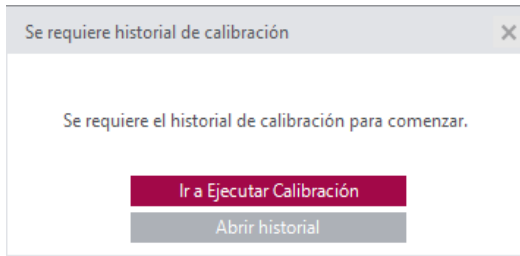 Se requiere historial de calibración
Se requiere el historial de calibración para comenzar.
Ir a Ejecutar Calibración
Abrir historial